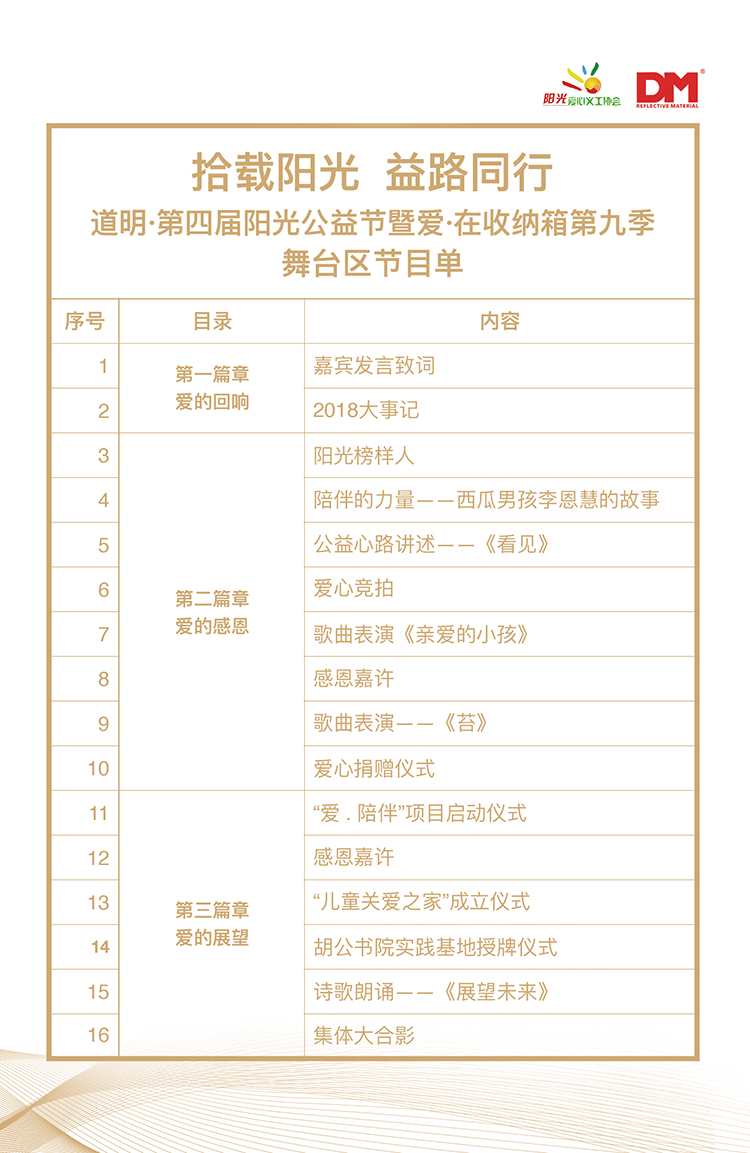 阳光爱心义工协会
DM®
REFLECTIVE MATERIAL
拾载阳光 益路同行
道明·第四届阳光公益节暨爱·在收纳箱第九季
舞台区节目单
序号 目录 内容
第一篇章
爱的回响
1 嘉宾发言致词
2 2018大事记
第二篇章
爱的感恩
3 阳光榜样人
4 陪伴的力量——西瓜男孩李恩慧的故事
5 公益心路讲述——《看见》
6 爱心竞拍
7 歌曲表演《亲爱的小孩》
8 感恩嘉许
9 歌曲表演——《苔》
10 爱心捐赠仪式
第三篇章
爱的展望
11 “爱 . 陪伴”项目启动仪式
12 感恩嘉许
13 “儿童关爱之家”成立仪式
14 胡公书院实践基地授牌仪式
15 诗歌朗诵——《展望未来》
16 集体大合影